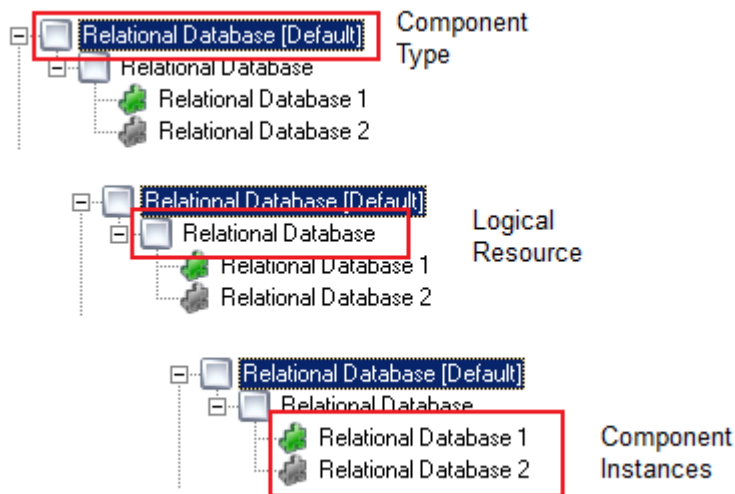 Relational Database [Default]
Component
Type
Relational Database
Relational Database 1
Relational Database 2
Relational Database [Default]
Relational Database
Logical
Resource
Relational Database 1
Relational Database 2
Relational Database [Default]
Relational Database
Relational Database 1
Relational Database 2
Component
Instances